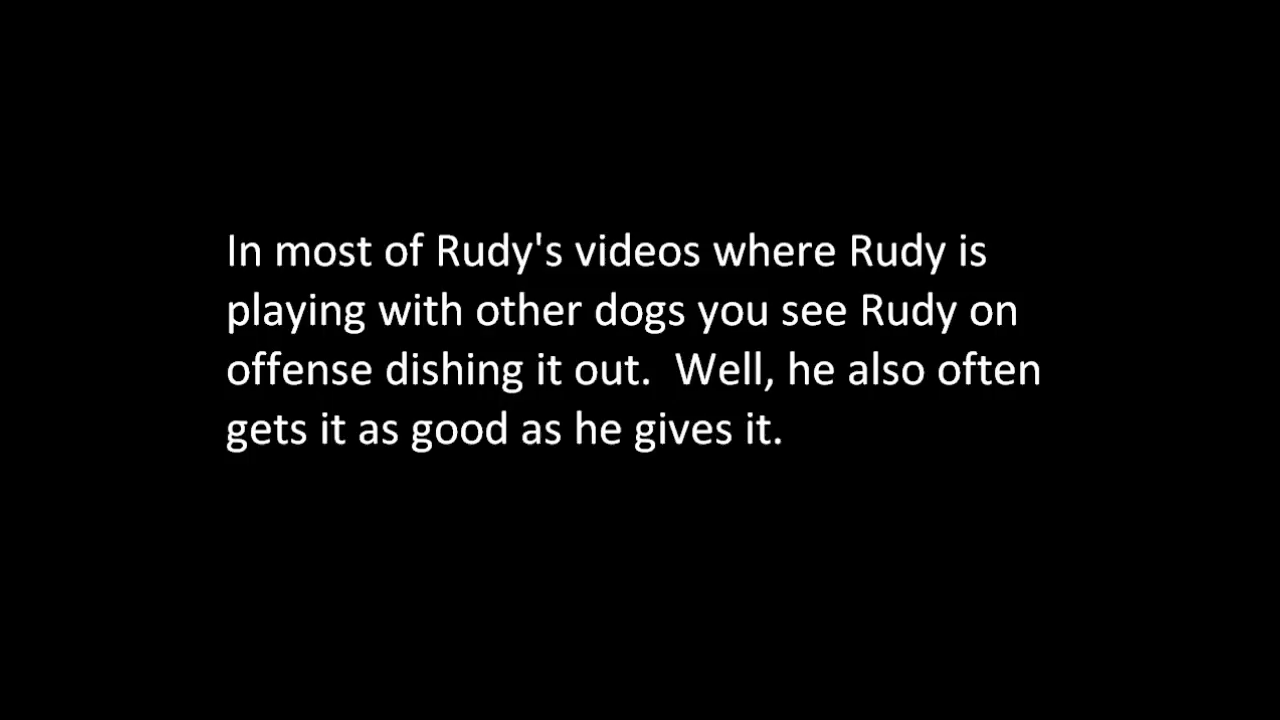 In most of Rudy's videos where Rudy is
playing with other dogs you see Rudy on
offense dishing it out.  Well, he also often
gets it as good as he gives it.